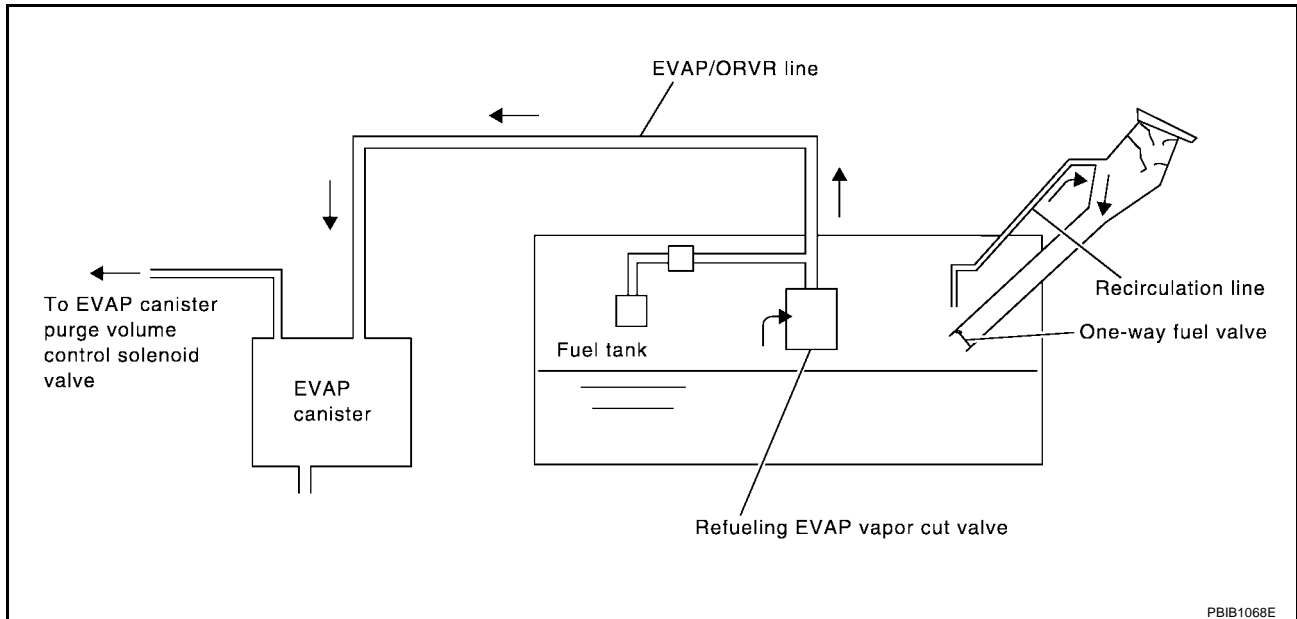 EVAP/ORVR line
To EVAP canister
purge volume
control solenoid
valve
EVAP
canister
Fuel tank
Recirculation line
One-way fuel valve
Refueling EVAP vapor cut valve
PBIB1068E